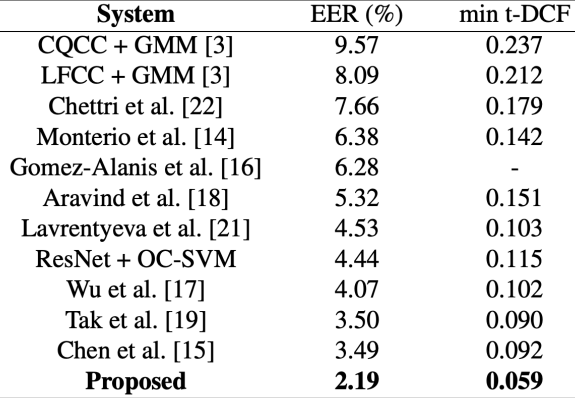 System EER (%) min t-DCF
CQCC + GMM [3] 9.57 0.237
LFCC + GMM [3] 8.09 0.212
Chettri et al. [22] 7.66 0.179
Monterio et al. [14] 6.38 0.142
Gomez-Alanis et al. [16] 6.28 -
Aravind et al. [18] 5.32 0.151
Lavrentyeva et al. [21] 4.53 0.103
ResNet + OC-SVM 4.44 0.115
Wu et al. [17] 4.07 0.102
Tak et al. [19] 3.50 0.090
Chen et al. [15] 3.49 0.092
Proposed 2.19 0.059